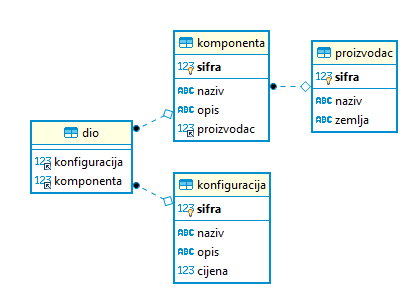 komponenta
123 sifra
ABC naziv
ABC opis
123 proizvodac
proizvodac
123 sifra
ABC naziv
ABC zemlja
dio
123 konfiguracija
123 komponenta
konfiguracija
123 sifra
ABC naziv
ABC opis
123 cijena